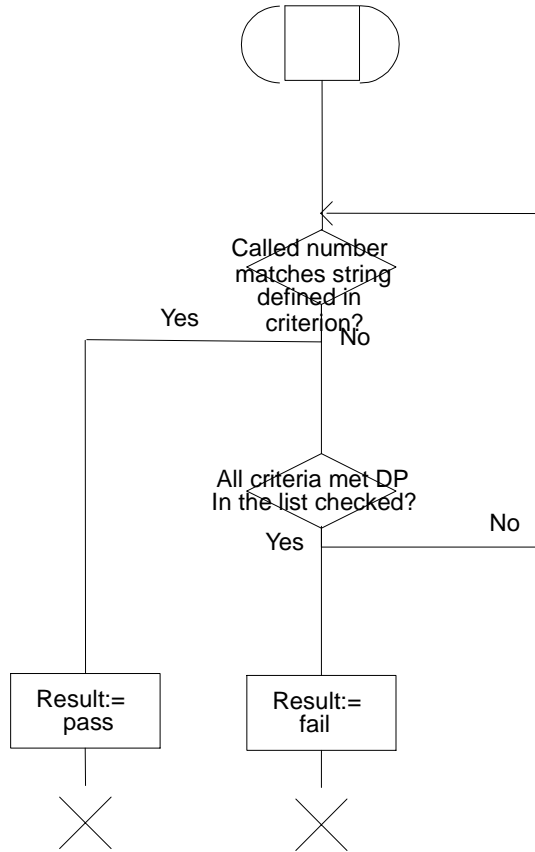 Called number
matches string
defined in
criterion?
Yes
No
All criteria met DP
In the list checked?
No
Yes
Result:=
pass
Result:=
fail